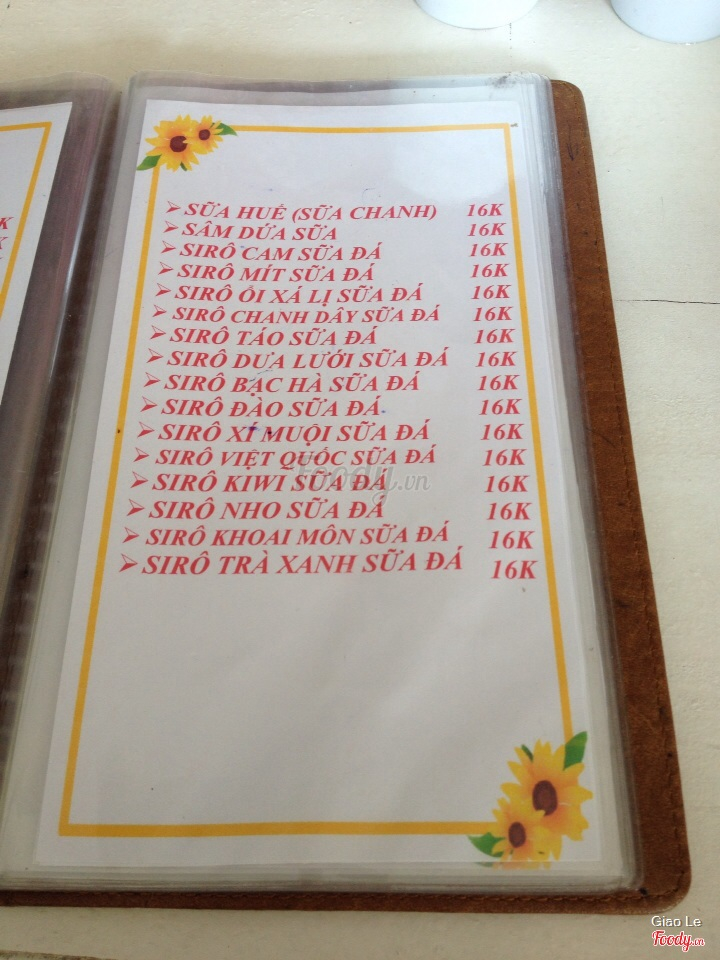 ➢ SỮA HUẾ (SỮA CHANH) 16K
➢ SÂM DỨA SỮA 16K
➢ SIRÔ CAM SỮA ĐÁ 16K
➢ SIRÔ MÍT SỮA ĐÁ 16K
➢ SIRÔ ỔI XÁ LỊ SỮA ĐÁ 16K
➢ SIRÔ CHANH DÂY SỮA ĐÁ 16K
➢ SIRÔ TÁO SỮA ĐÁ 16K
➢ SIRÔ DƯA LƯỚI SỮA ĐÁ 16K
➢ SIRÔ BẠC HÀ SỮA ĐÁ 16K
➢ SIRÔ ĐÀO SỮA ĐÁ 16K
➢ SIRÔ XÍ MUỘI SỮA ĐÁ 16K
➢ SIRÔ VIỆT QUỐC SỮA ĐÁ 16K
➢ SIRÔ KIWI SỮA ĐÁ 16K
➢ SIRÔ NHO SỮA ĐÁ 16K
➢ SIRÔ KHOAI MÔN SỮA ĐÁ 16K
➢ SIRÔ TRÀ XANH SỮA ĐÁ 16K
Foody.vn
Giao Le
Foody.vn